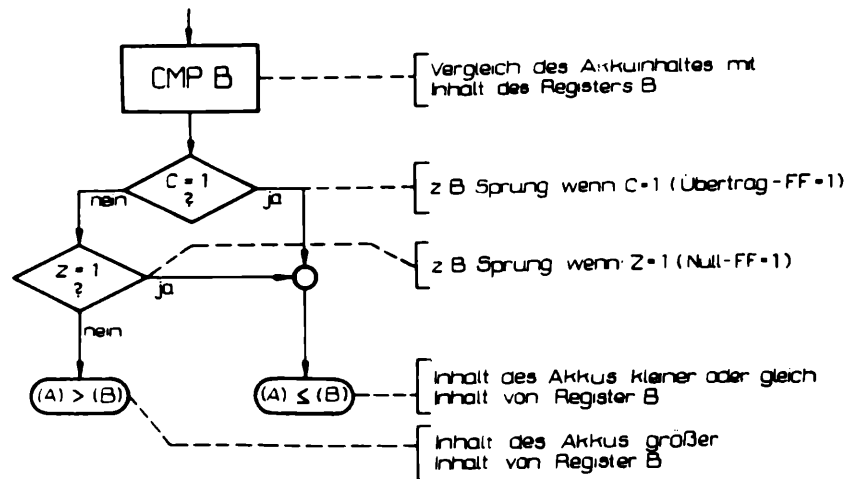 CMP B
Vergleich des Akkuinhaltes mit
Inhalt des Registers B
C = 1
?
nein
ja
z B Sprung wenn C=1 (Übertrag-FF=1)
Z = 1
?
ja
nein
z B Sprung wenn Z=1 (Null-FF=1)
(A) > (B)
(A) ≤ (B)
Inhalt des Akkus kleiner oder gleich
Inhalt von Register B
Inhalt des Akkus größer
Inhalt von Register B